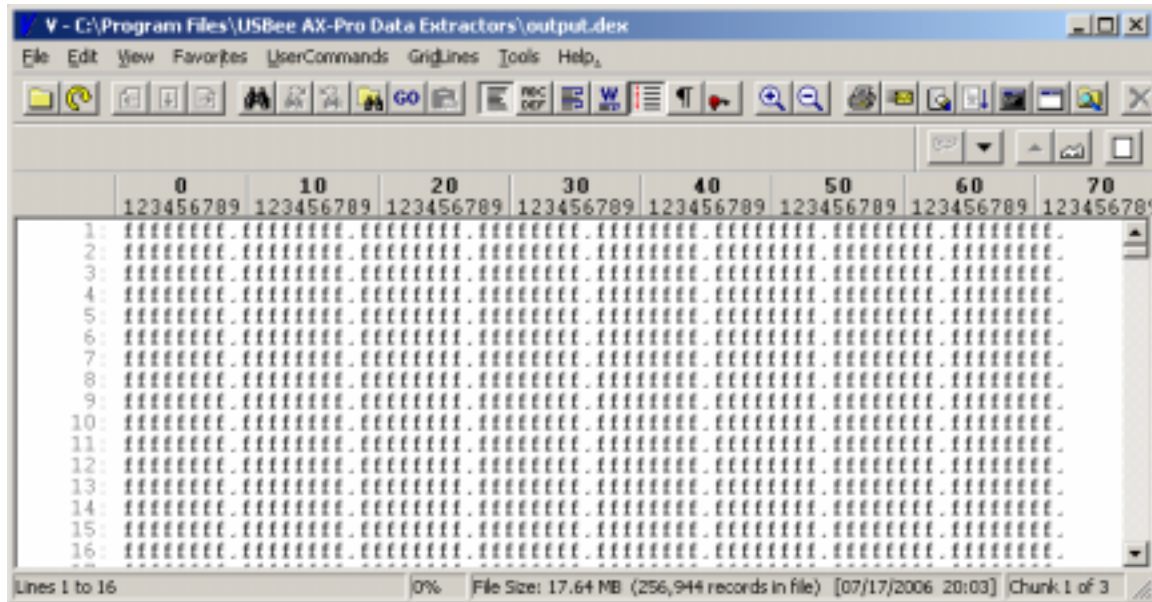 V - C:\Program Files\USBee AX-Pro Data Extractors\output.dex
File Edit View Favorites UserCommands GridLines Tools Help,
GO ABC DEF W
0 10 20 30 40 50 60 70
123456789 123456789 123456789 123456789 123456789 123456789 123456789 123456789
1: ffffffff.ffffffff.ffffffff.ffffffff.ffffffff.ffffffff.ffffffff.ffffffff.
2: ffffffff.ffffffff.ffffffff.ffffffff.ffffffff.ffffffff.ffffffff.ffffffff.
3: ffffffff.ffffffff.ffffffff.ffffffff.ffffffff.ffffffff.ffffffff.ffffffff.
4: ffffffff.ffffffff.ffffffff.ffffffff.ffffffff.ffffffff.ffffffff.ffffffff.
5: ffffffff.ffffffff.ffffffff.ffffffff.ffffffff.ffffffff.ffffffff.ffffffff.
6: ffffffff.ffffffff.ffffffff.ffffffff.ffffffff.ffffffff.ffffffff.ffffffff.
7: ffffffff.ffffffff.ffffffff.ffffffff.ffffffff.ffffffff.ffffffff.ffffffff.
8: ffffffff.ffffffff.ffffffff.ffffffff.ffffffff.ffffffff.ffffffff.ffffffff.
9: ffffffff.ffffffff.ffffffff.ffffffff.ffffffff.ffffffff.ffffffff.ffffffff.
10: ffffffff.ffffffff.ffffffff.ffffffff.ffffffff.ffffffff.ffffffff.ffffffff.
11: ffffffff.ffffffff.ffffffff.ffffffff.ffffffff.ffffffff.ffffffff.ffffffff.
12: ffffffff.ffffffff.ffffffff.ffffffff.ffffffff.ffffffff.ffffffff.ffffffff.
13: ffffffff.ffffffff.ffffffff.ffffffff.ffffffff.ffffffff.ffffffff.ffffffff.
14: ffffffff.ffffffff.ffffffff.ffffffff.ffffffff.ffffffff.ffffffff.ffffffff.
15: ffffffff.ffffffff.ffffffff.ffffffff.ffffffff.ffffffff.ffffffff.ffffffff.
16: ffffffff.ffffffff.ffffffff.ffffffff.ffffffff.ffffffff.ffffffff.ffffffff.
Lines 1 to 16 0% File Size: 17.64 MB (256,944 records in file) [07/17/2006 20:03] Chunk 1 of 3